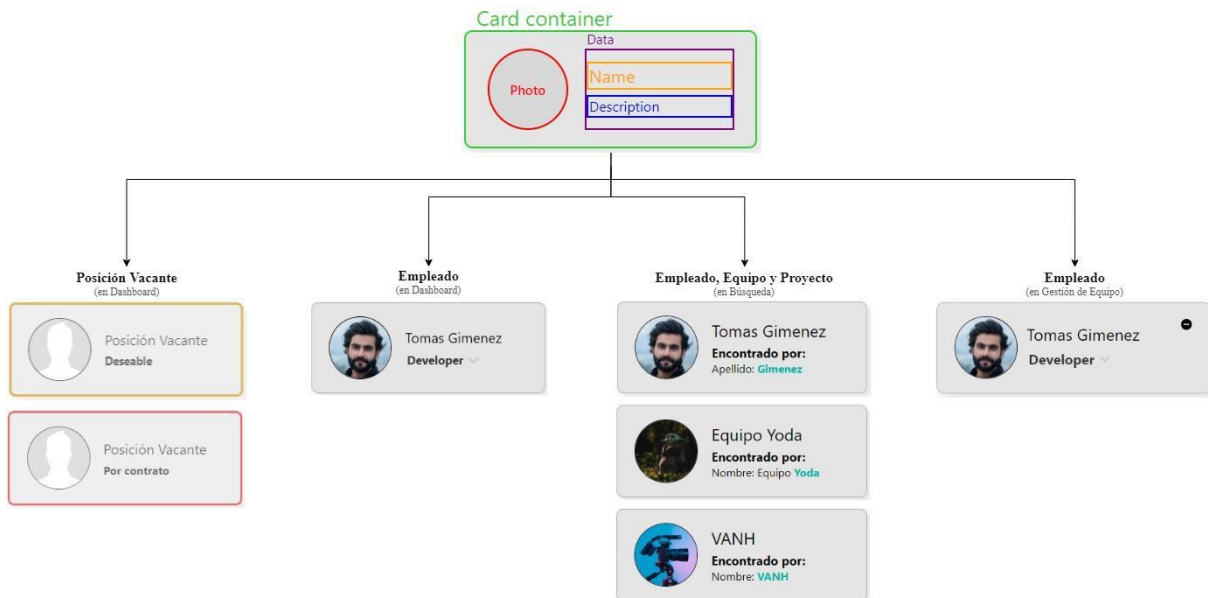 Card container
Data
Photo
Name
Description
Posición Vacante
(en Dashboard)
Posición Vacante
Deseable
Posición Vacante
Por contrato
Empleado
(en Dashboard)
Tomas Gimenez
Developer
Empleado, Equipo y Proyecto
(en Búsqueda)
Tomas Gimenez
Encontrado por:
Apellido: Gimenez
Equipo Yoda
Encontrado por:
Nombre: Equipo Yoda
VANH
Encontrado por:
Nombre: VANH
Empleado
(en Gestión de Equipo)
Tomas Gimenez
Developer